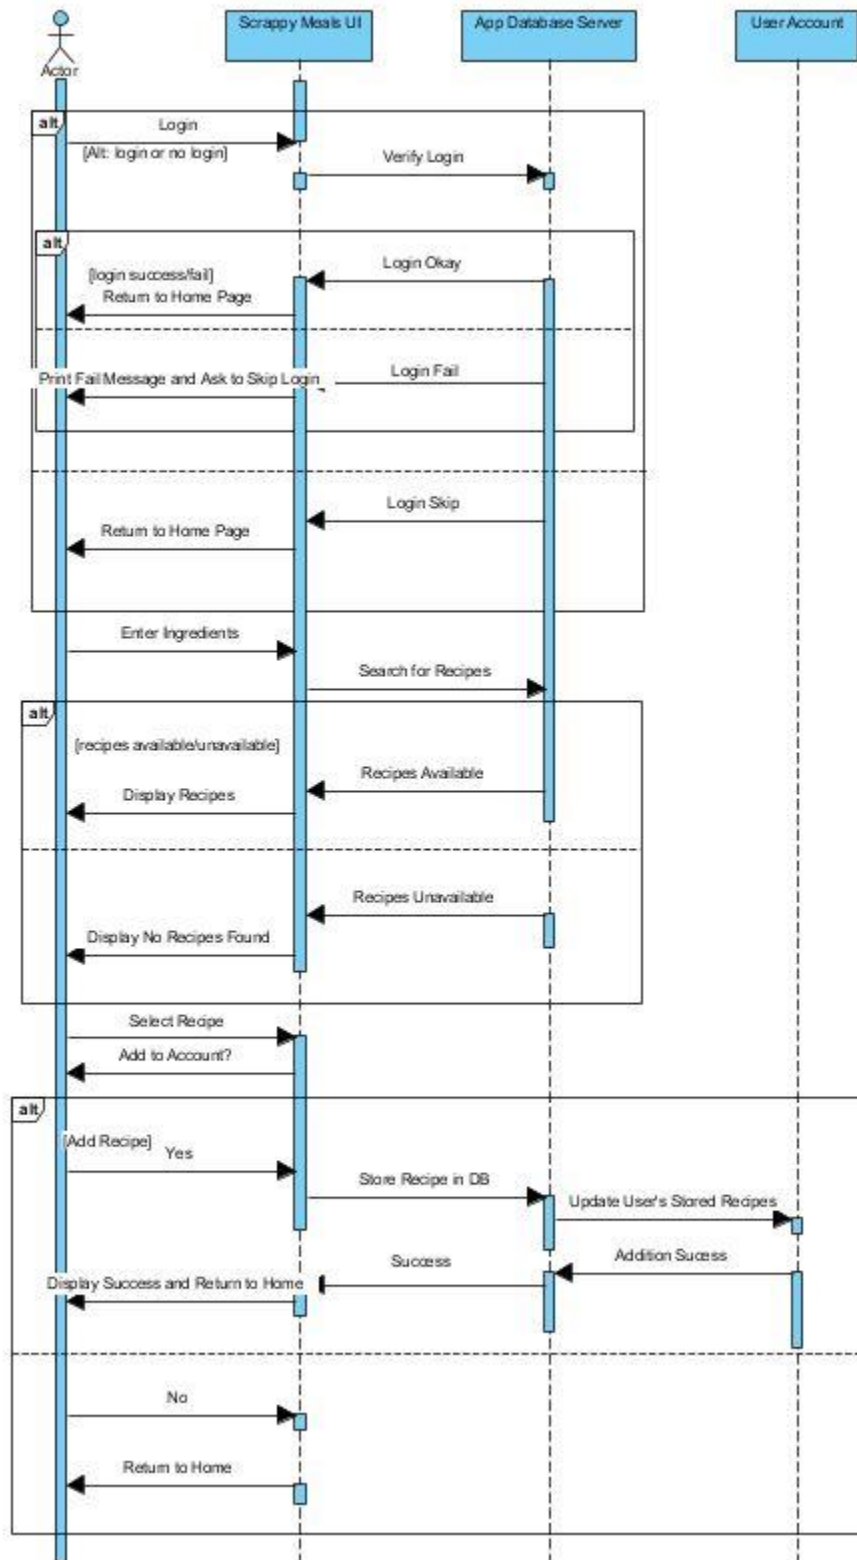 Scrappy Meals UI
App Database Server
User Account
Actor
alt
Login
[Alt: login or no login]
Verify Login
alt
Login Okay
[login success/fail]
Return to Home Page
Login Fail
Print Fail Message and Ask to Skip Login
Login Skip
Return to Home Page
Enter Ingredients
Search for Recipes
alt
[recipes available/unavailable]
Recipes Available
Display Recipes
Recipes Unavailable
Display No Recipes Found
Select Recipe
Add to Account?
alt
[Add Recipe]
Yes
Store Recipe in DB
Update User's Stored Recipes
Addition Sucess
Success
Display Success and Return to Home
No
Return to Home